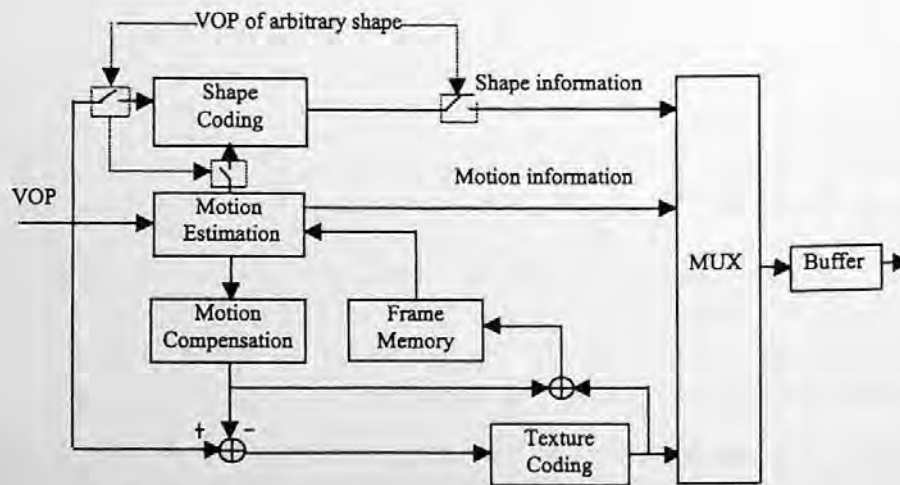 VOP of arbitrary shape
Shape
Coding
Shape information
VOP
Motion information
Motion
Estimation
MUX
Buffer
Motion
Compensation
Frame
Memory
+
-
Texture
Coding